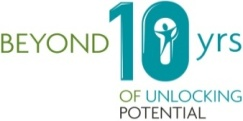 BEYOND 10 yrs
OF UNLOCKING
POTENTIAL